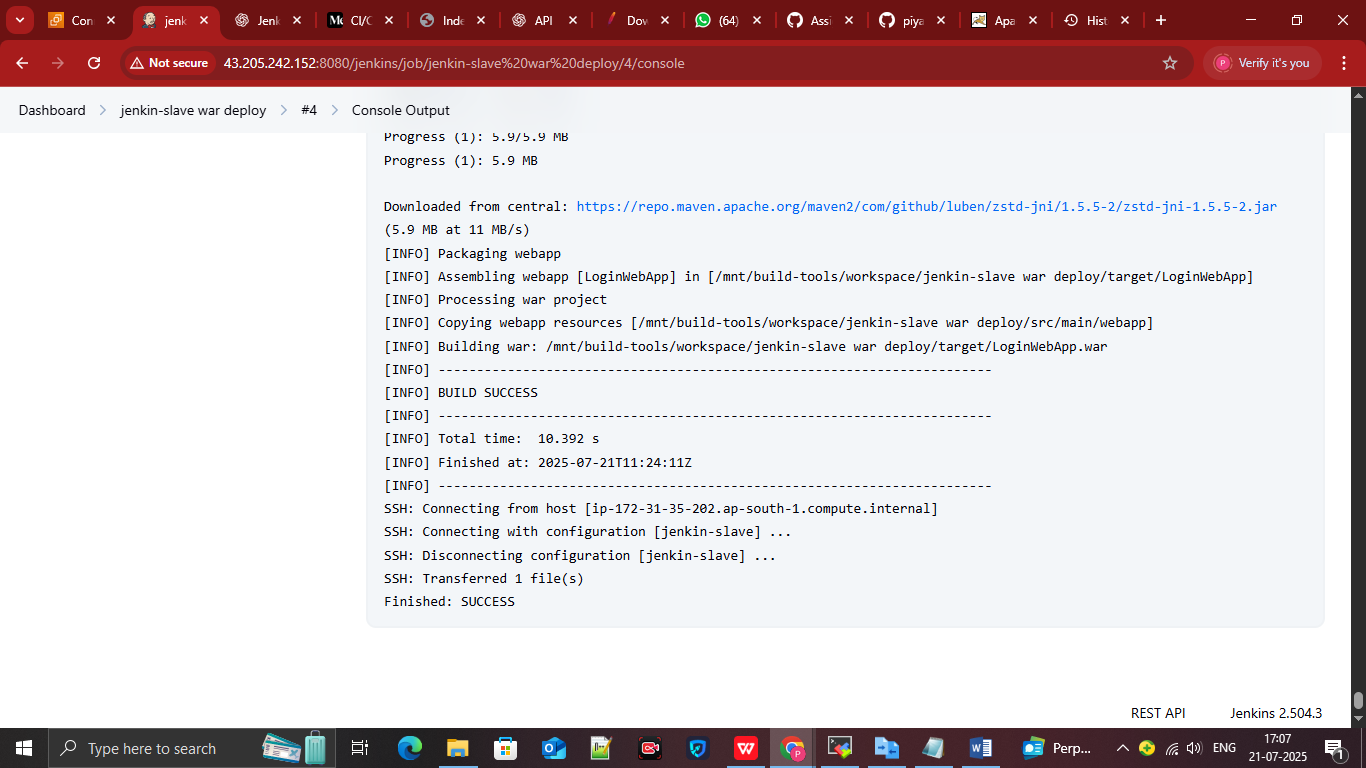 Con
jenk
Jenk
CI/C
Inde
API
Dow
(64)
Assi
piya
Apa
Hist
Not secure
43.205.242.152:8080/jenkins/job/jenkin-slave%20war%20deploy/4/console
Verify it's you
Dashboard > jenkin-slave war deploy > #4 > Console Output
Progress (1): 5.9/5.9 MB
Progress (1): 5.9 MB
Downloaded from central: https://repo.maven.apache.org/maven2/com/github/luben/zstd-jni/1.5.5-2/zstd-jni-1.5.5-2.jar
(5.9 MB at 11 MB/s)
[INFO] Packaging webapp
[INFO] Assembling webapp [LoginWebApp] in [/mnt/build-tools/workspace/jenkin-slave war deploy/target/LoginWebApp]
[INFO] Processing war project
[INFO] Copying webapp resources [/mnt/build-tools/workspace/jenkin-slave war deploy/src/main/webapp]
[INFO] Building war: /mnt/build-tools/workspace/jenkin-slave war deploy/target/LoginWebApp.war
[INFO] ------------------------------------------------------------------------
[INFO] BUILD SUCCESS
[INFO] ------------------------------------------------------------------------
[INFO] Total time:  10.392 s
[INFO] Finished at: 2025-07-21T11:24:11Z
[INFO] ------------------------------------------------------------------------
SSH: Connecting from host [ip-172-31-35-202.ap-south-1.compute.internal]
SSH: Connecting with configuration [jenkin-slave] ...
SSH: Disconnecting configuration [jenkin-slave] ...
SSH: Transferred 1 file(s)
Finished: SUCCESS
REST API
Jenkins 2.504.3
Type here to search
Perp...
ENG
17:07
21-07-2025
1